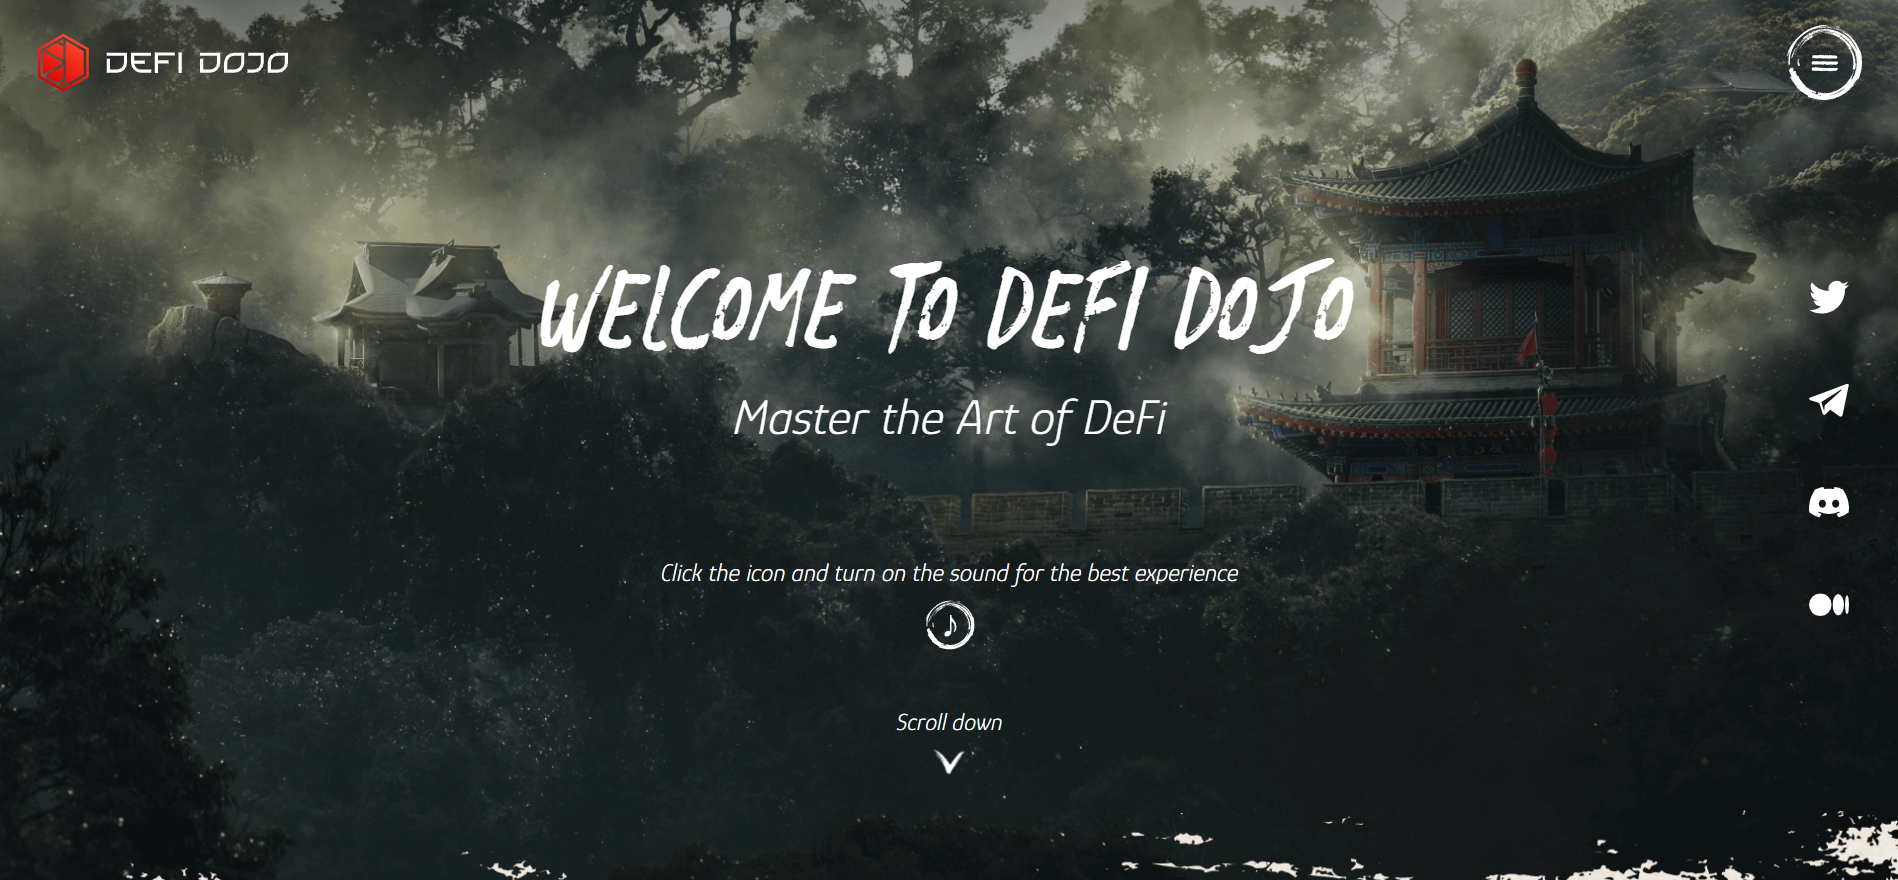 DEFI DOJO
WELCOME TO DEFI DOJO
Master the Art of DeFi
Click the icon and turn on the sound for the best experience
Scroll down